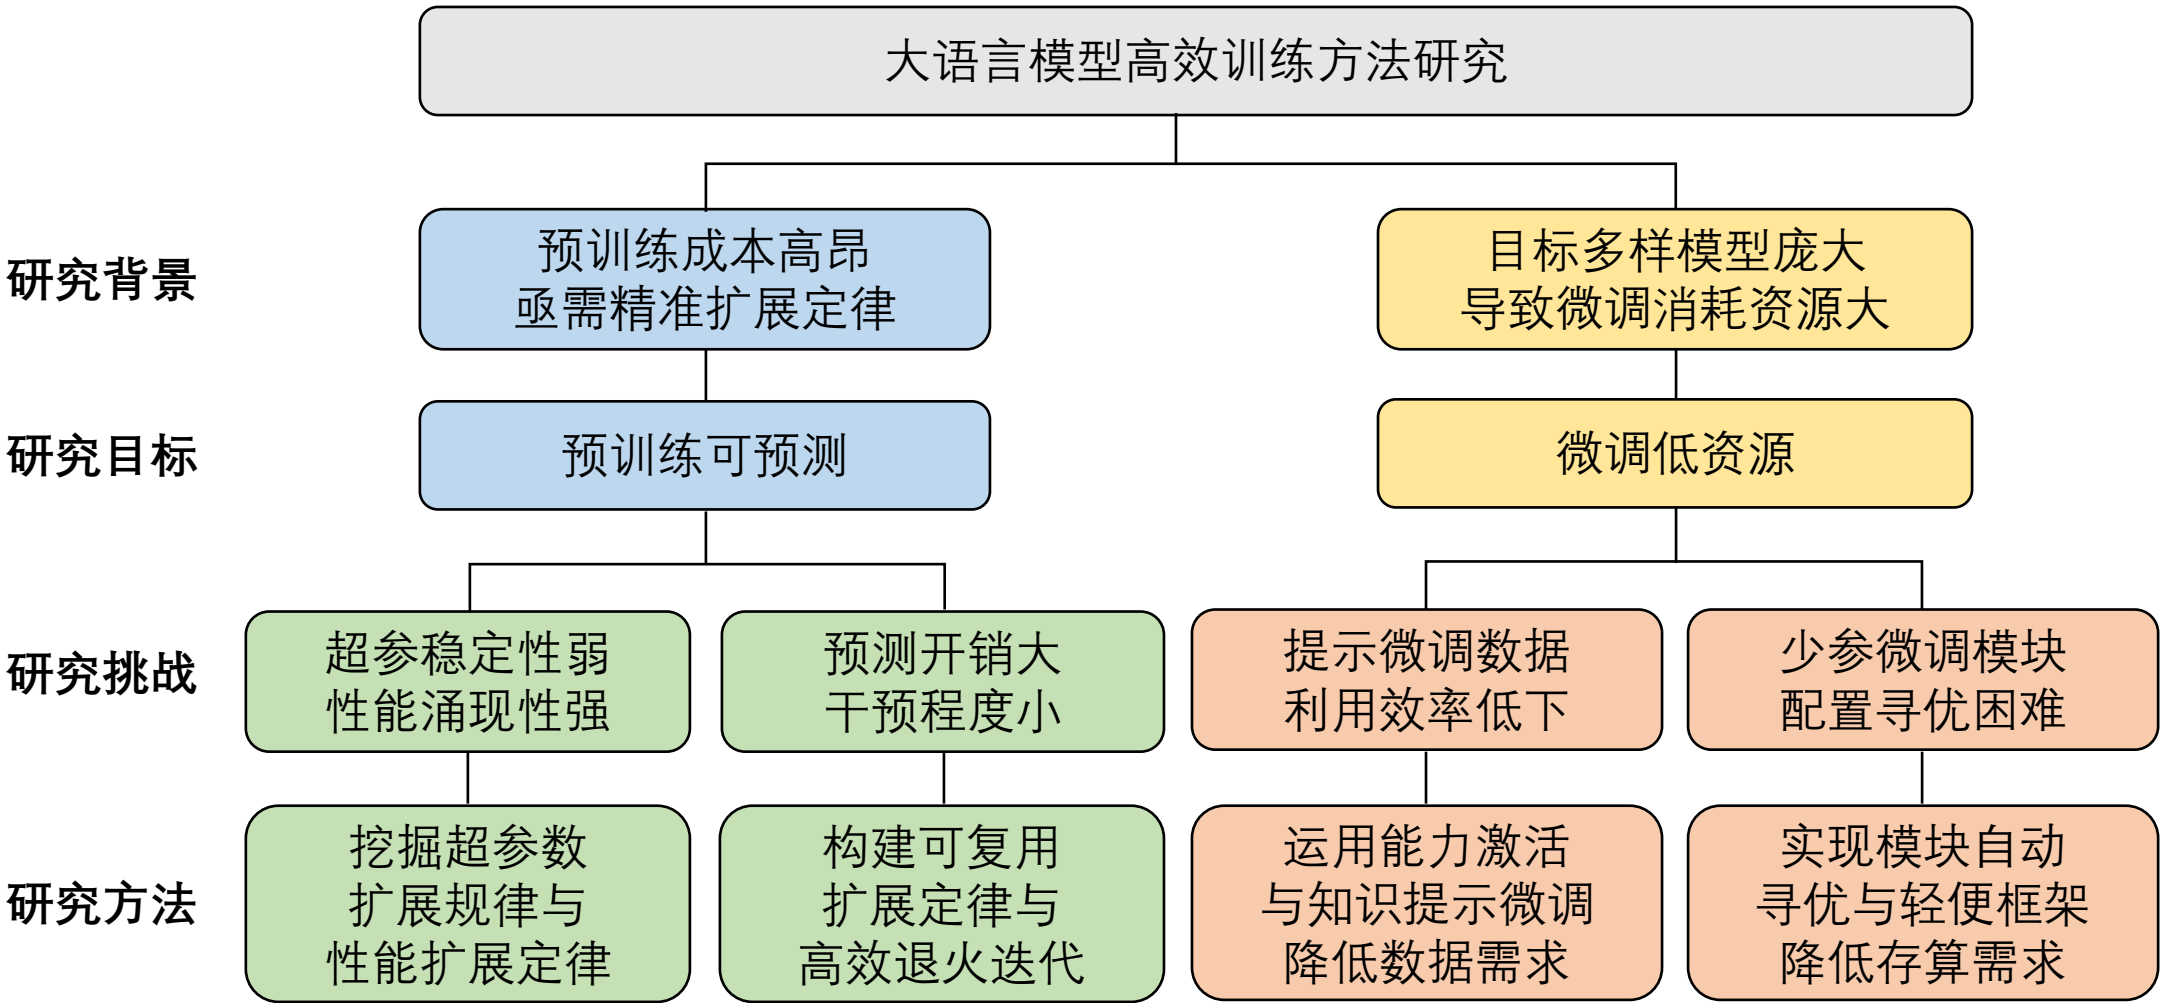 大语言模型高效训练方法研究
研究背景
预训练成本高昂
亟需精准扩展定律
目标多样模型庞大
导致微调消耗资源大
研究目标
预训练可预测
微调低资源
研究挑战
超参稳定性弱
性能涌现性强
预测开销大
干预程度小
提示微调数据
利用效率低下
少参微调模块
配置寻优困难
研究方法
挖掘超参数
扩展规律与
性能扩展定律
构建可复用
扩展定律与
高效退火迭代
运用能力激活
与知识提示微调
降低数据需求
实现模块自动
寻优与轻便框架
降低存算需求